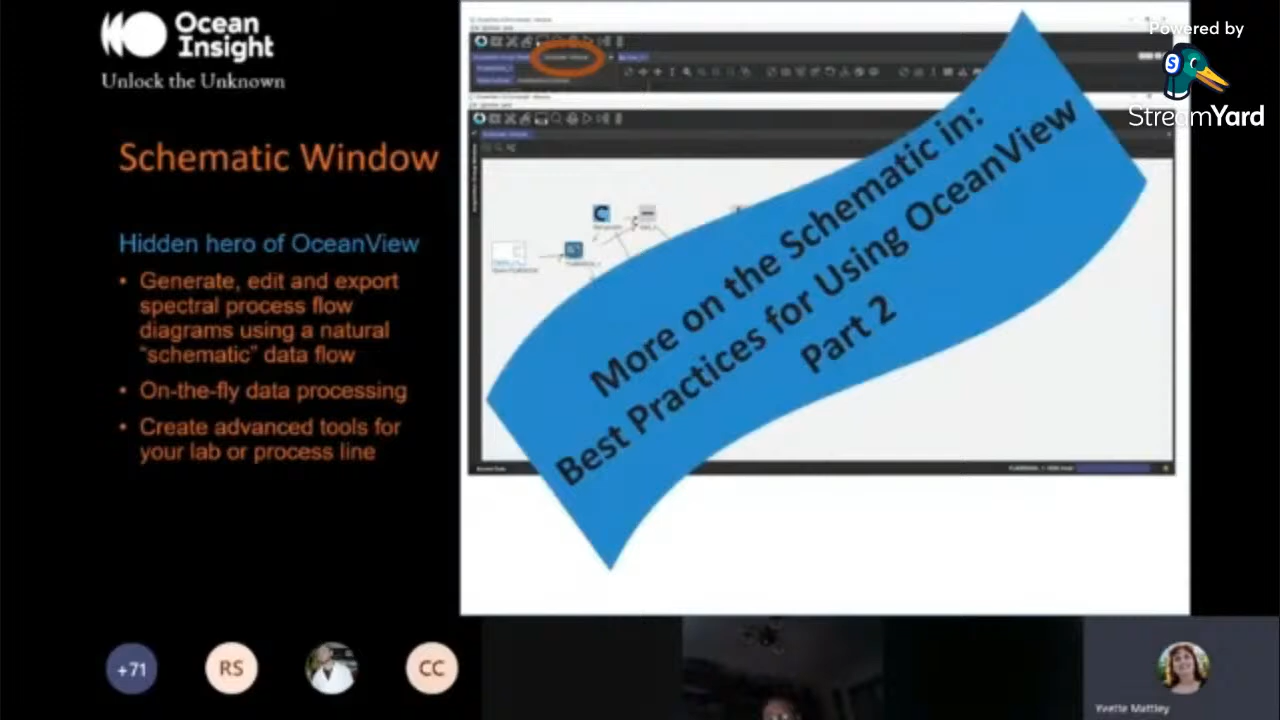 Ocean
Insight
Unlock the Unknown
Powered by
StreamYard
Schematic Window
Hidden hero of OceanView
• Generate, edit and export
spectral process flow
diagrams using a natural
“schematic” data flow
• On-the-fly data processing
• Create advanced tools for
your lab or process line
More on the Schematic in:
Best Practices for Using OceanView
Part 2
+71
RS
CC
Yvette Mattley